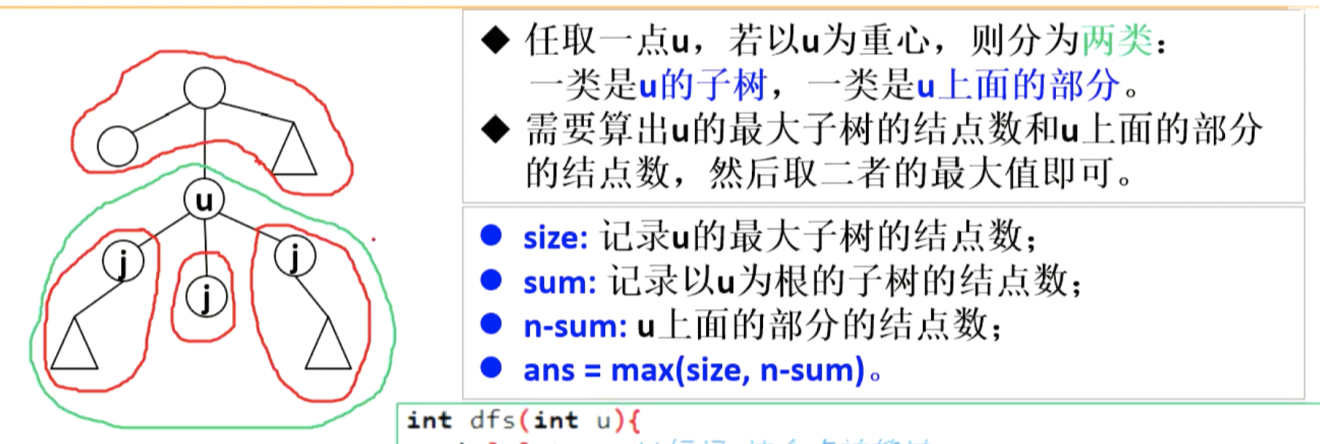 ◆ 任取一点u，若以u为重心，则分为两类：
一类是u的子树，一类是u上面的部分。
◆ 需要算出u的最大子树的结点数和u上面的部分
的结点数，然后取二者的最大值即可。
u
j
j
j
● size: 记录u的最大子树的结点数；
● sum: 记录以u为根的子树的结点数；
● n-sum: u上面的部分的结点数；
● ans = max(size, n-sum)。
int dfs(int u){